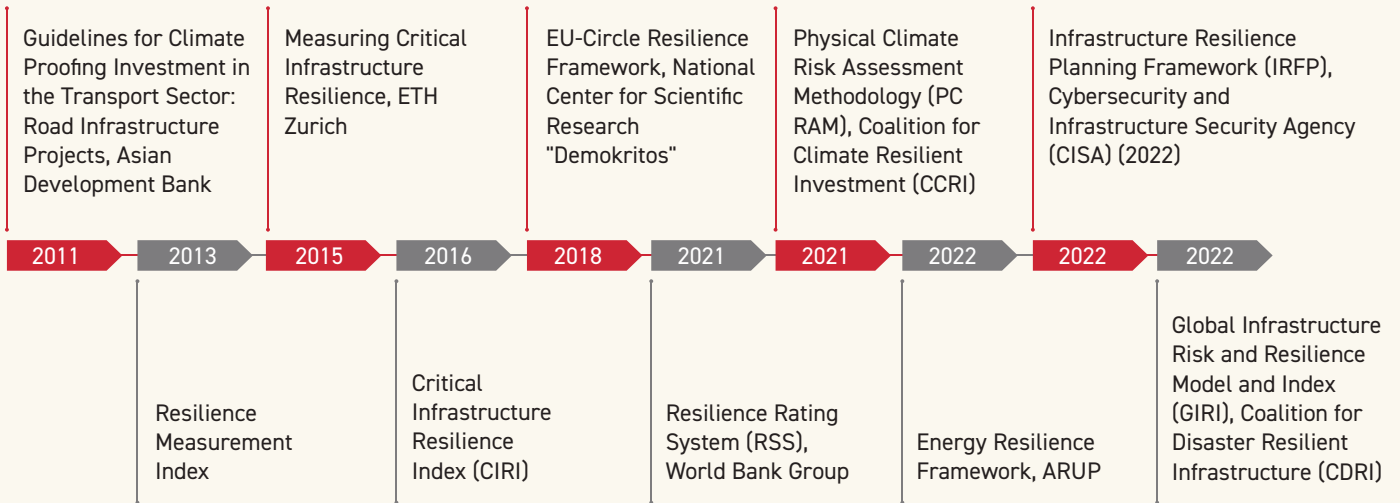 Guidelines for Climate
Proofing Investment in
the Transport Sector:
Road Infrastructure
Projects, Asian
Development Bank
Measuring Critical
Infrastructure
Resilience, ETH
Zurich
EU-Circle Resilience
Framework, National
Center for Scientific
Research
"Demokritos"
Physical Climate
Risk Assessment
Methodology (PC
RAM), Coalition for
Climate Resilient
Investment (CCRI)
Infrastructure Resilience
Planning Framework (IRFP),
Cybersecurity and
Infrastructure Security Agency
(CISA) (2022)
2011
2013
2015
2016
2018
2021
2021
2022
2022
2022
Resilience
Measurement
Index
Critical
Infrastructure
Resilience
Index (CIRI)
Resilience Rating
System (RSS),
World Bank Group
Energy Resilience
Framework, ARUP
Global Infrastructure
Risk and Resilience
Model and Index
(GIRI), Coalition for
Disaster Resilient
Infrastructure (CDRI)